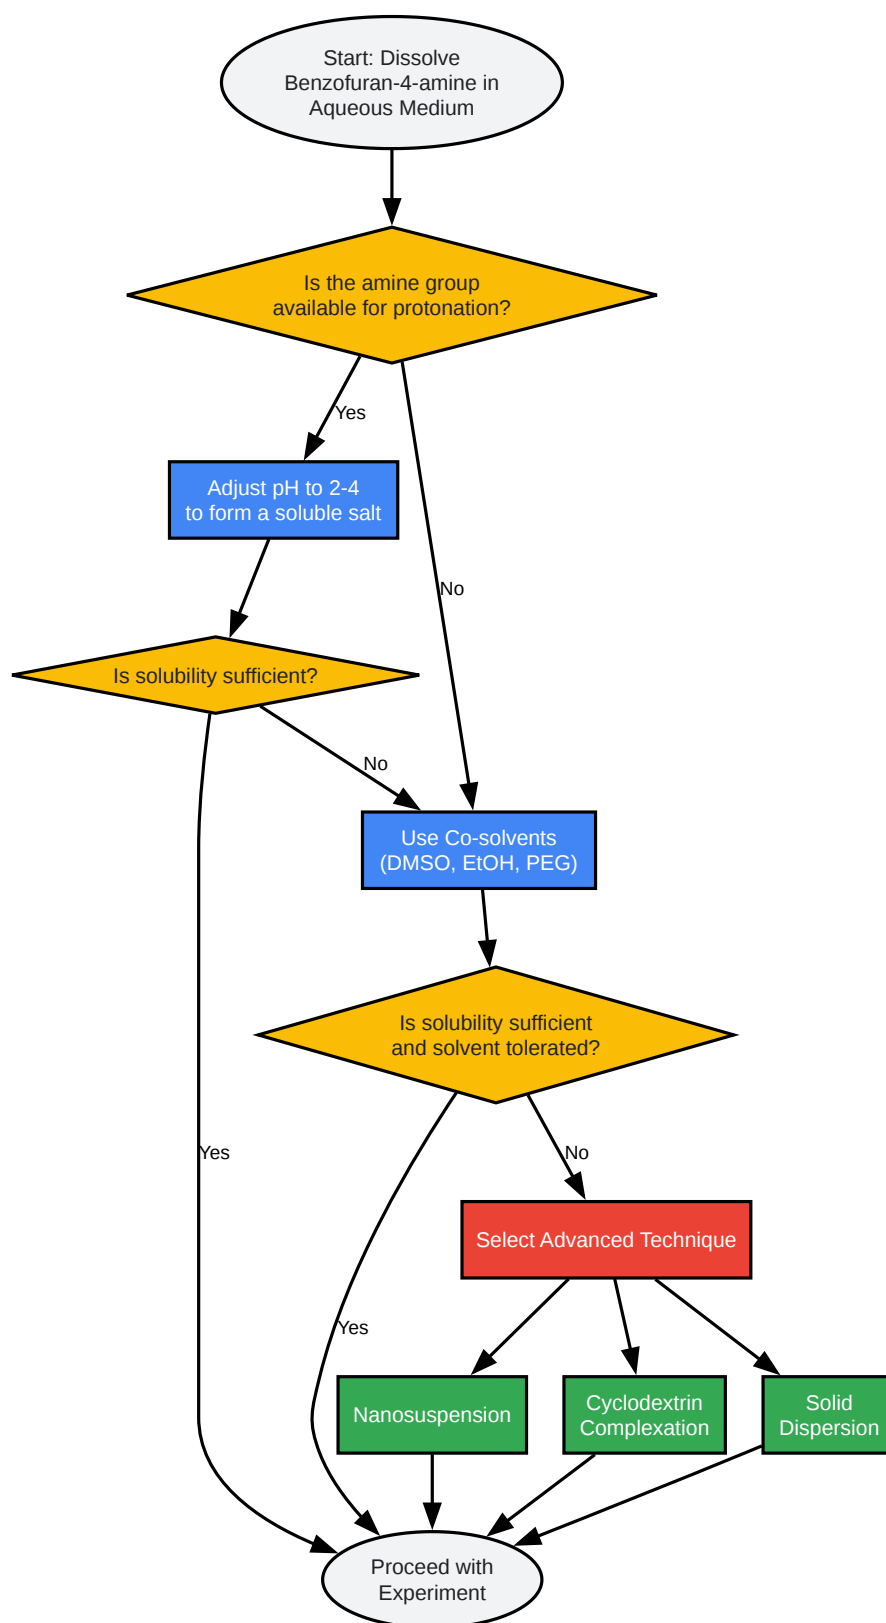 Start: Dissolve
Benzofuran-4-amine in
Aqueous Medium
Is the amine group
available for protonation?
Yes
Adjust pH to 2-4
to form a soluble salt
No
Is solubility sufficient?
No
Use Co-solvents
(DMSO, EtOH, PEG)
Is solubility sufficient
and solvent tolerated?
Yes
No
Select Advanced Technique
Yes
Nanosuspension
Cyclodextrin
Complexation
Solid
Dispersion
Proceed with
Experiment